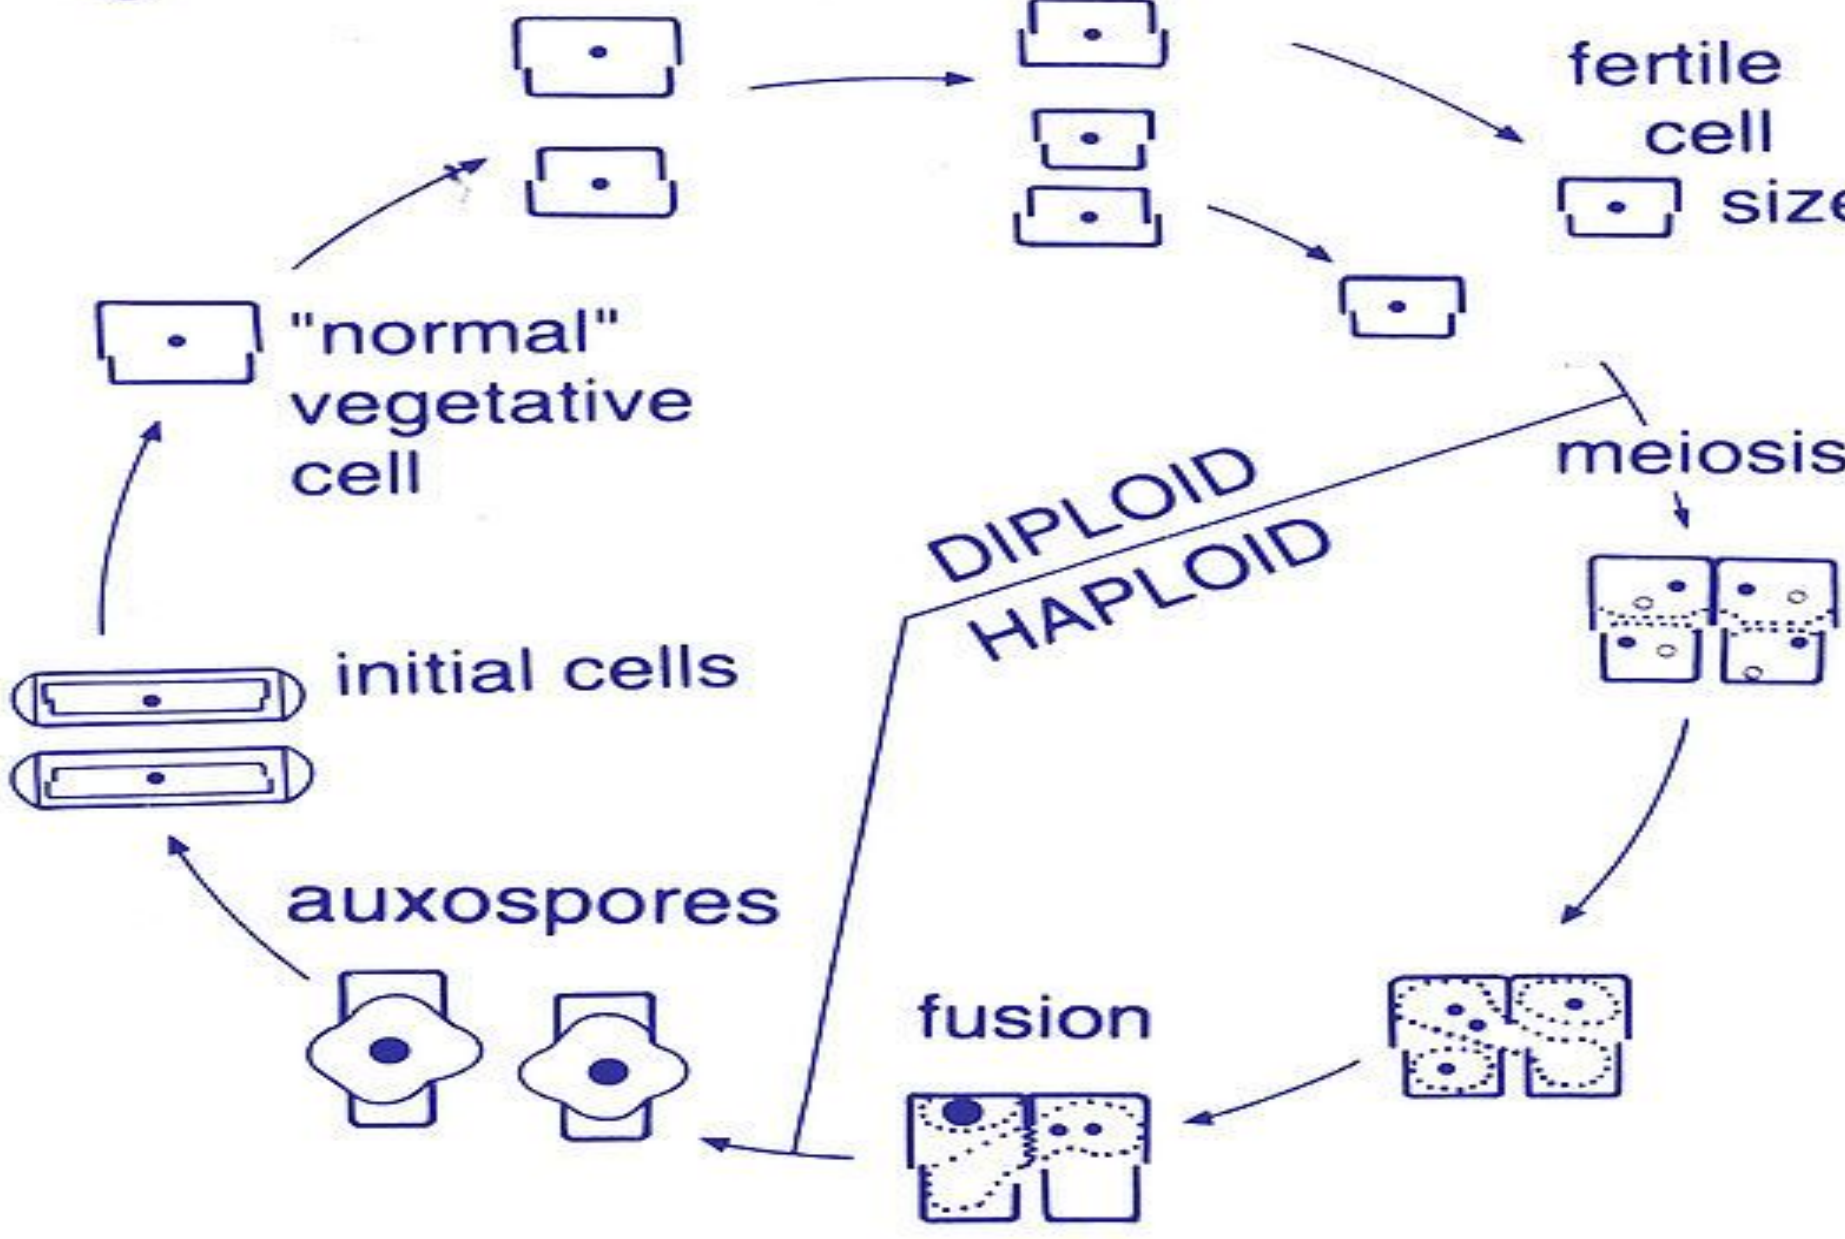 fertile
cell
size
"normal"
vegetative
cell
meiosis
DIPLOID
HAPLOID
initial cells
auxospores
fusion